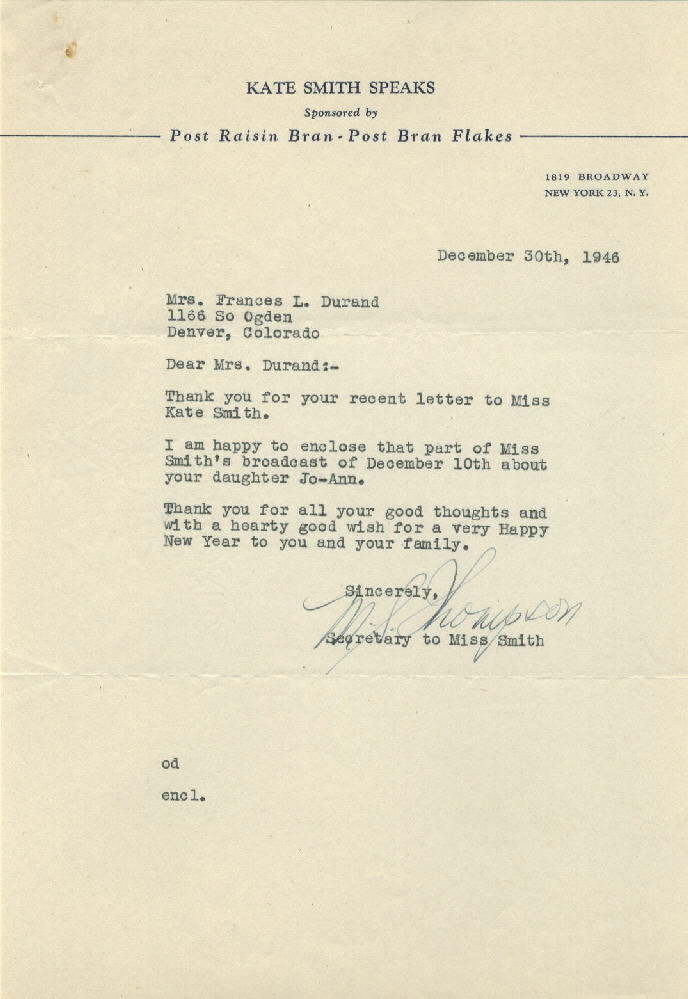 KATE SMITH SPEAKS
Sponsored by
Post Raisin Bran - Post Bran Flakes
1819 BROADWAY
NEW YORK 23, N. Y.
December 30th, 1946
Mrs. Frances L. Durand
1166 So Ogden
Denver, Colorado
Dear Mrs. Durand:-
Thank you for your recent letter to Miss
Kate Smith.
I am happy to enclose that part of Miss
Smith's broadcast of December 10th about
your daughter Jo-Ann.
Thank you for all your good thoughts and
with a hearty good wish for a very Happy
New Year to you and your family.
Sincerely,
M. S. Thompson
Secretary to Miss Smith
od
encl.